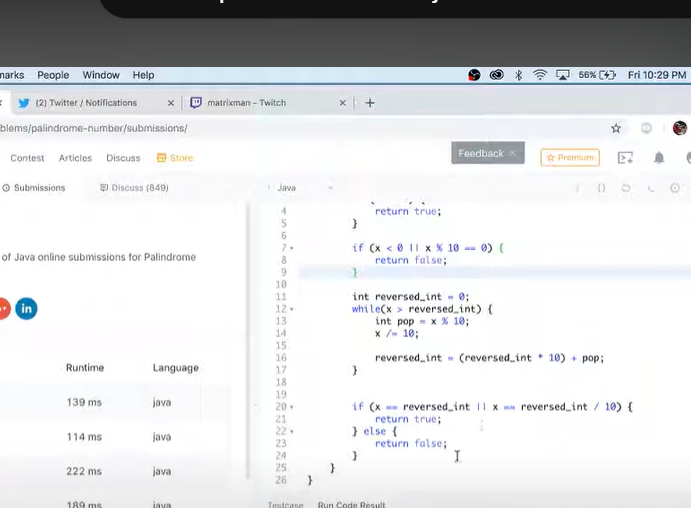 marks People Window Help 56% Fri 10:29 PM
(2) Twitter / Notifications × matrixman - Twitch × +
blems/palindrome-number/submissions/
Contest Articles Discuss Store Feedback × Premium
Submissions Discuss (849) Java
4 return true;
5 }
6
7 if (x < 0 || x % 10 == 0) {
8 return false;
9 }
10
11 int reversed_int = 0;
12 while(x > reversed_int) {
13 int pop = x % 10;
14 x /= 10;
15
16 reversed_int = (reversed_int * 10) + pop;
17 }
18
19
20 if (x == reversed_int || x == reversed_int / 10) {
21 return true;
22 } else {
23 return false;
24 }
25 }
26 }
of Java online submissions for Palindrome
in
Runtime Language
139 ms java
114 ms java
222 ms java
189 ms java
Testcase Run Code Result